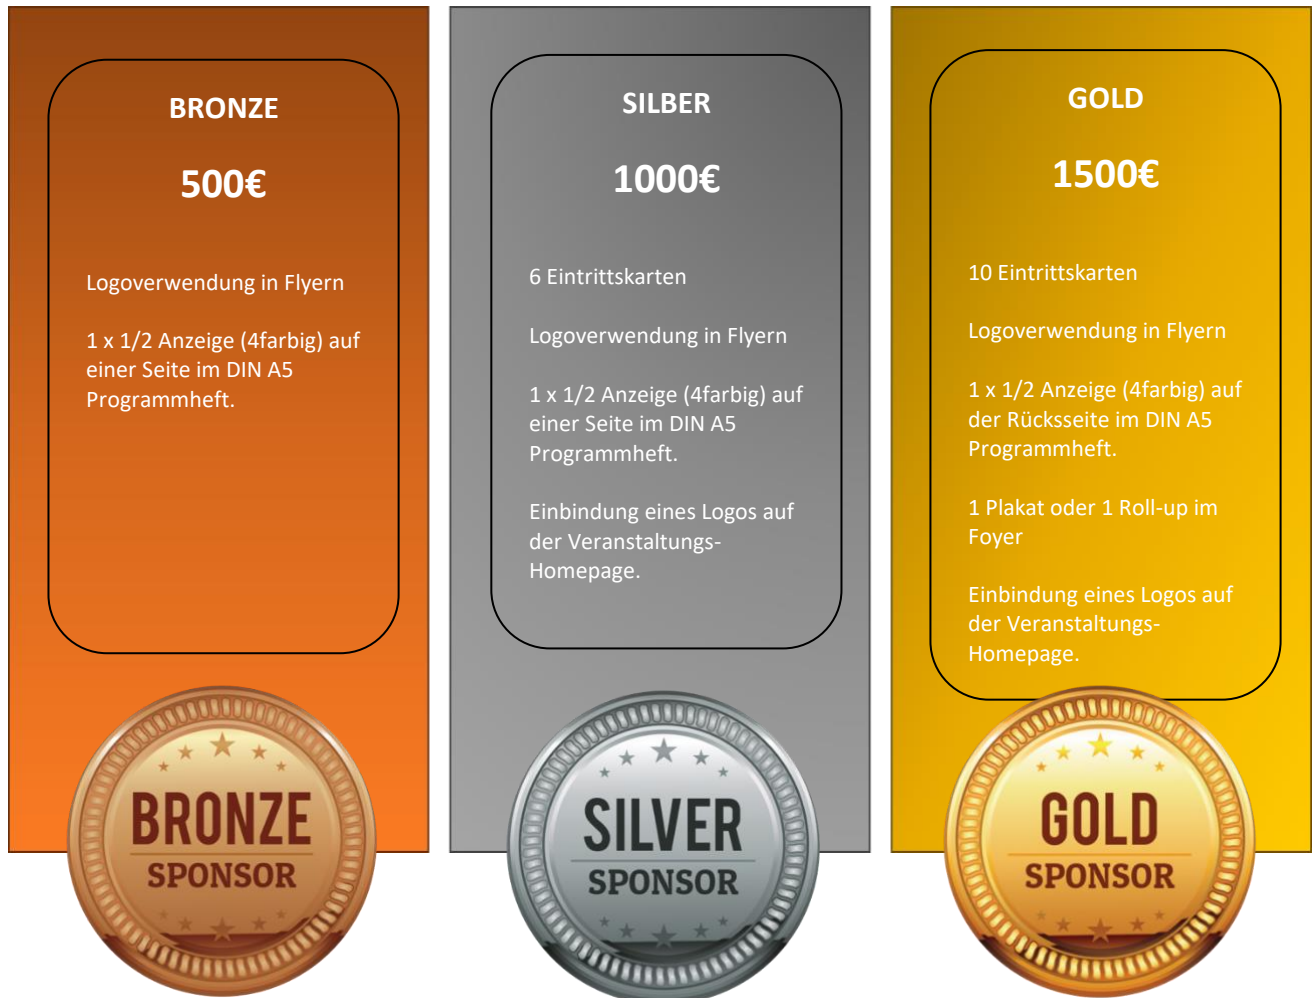 BRONZE
500€
Logoverwendung in Flyern
1 x 1/2 Anzeige (4farbig) auf
einer Seite im DIN A5
Programmheft.
BRONZE
SPONSOR
SILBER
1000€
6 Eintrittskarten
Logoverwendung in Flyern
1 x 1/2 Anzeige (4farbig) auf
einer Seite im DIN A5
Programmheft.
Einbindung eines Logos auf
der Veranstaltungs-
Homepage.
SILVER
SPONSOR
GOLD
1500€
10 Eintrittskarten
Logoverwendung in Flyern
1 x 1/2 Anzeige (4farbig) auf
der Rücksseite im DIN A5
Programmheft.
1 Plakat oder 1 Roll-up im
Foyer
Einbindung eines Logos auf
der Veranstaltungs-
Homepage.
GOLD
SPONSOR